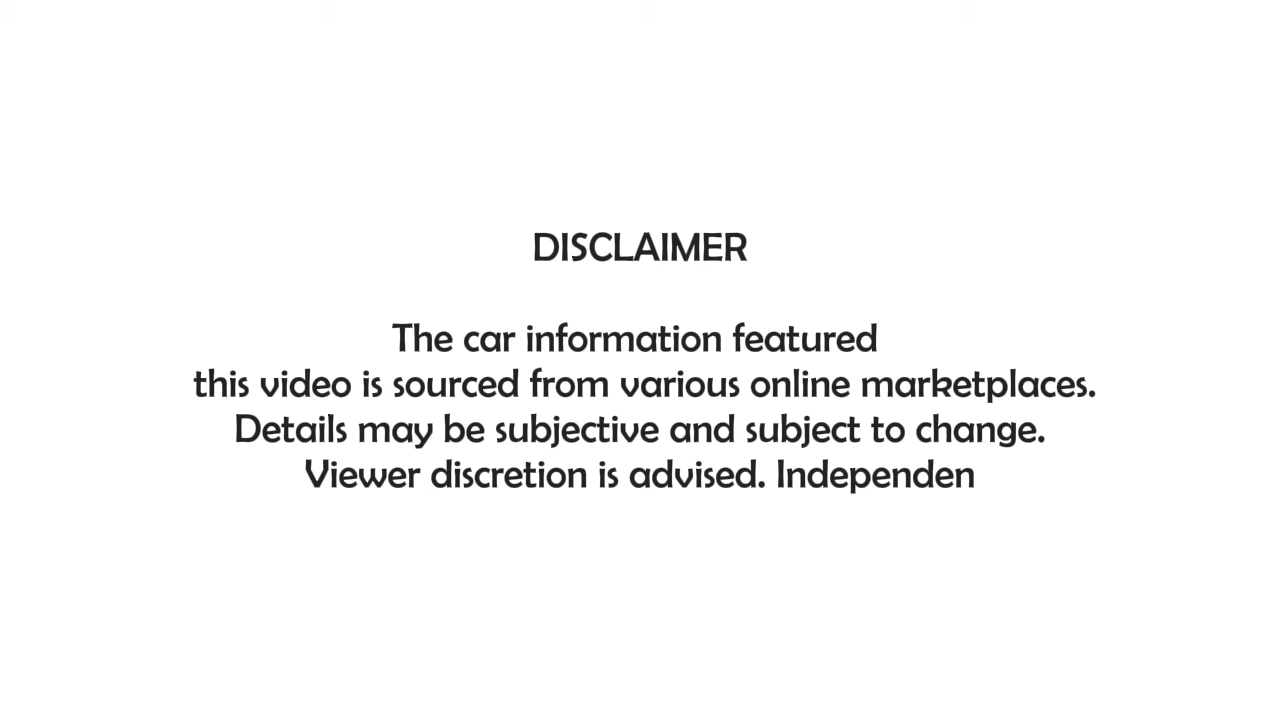 DISCLAIMER
The car information featured
this video is sourced from various online marketplaces.
Details may be subjective and subject to change.
Viewer discretion is advised. Independen